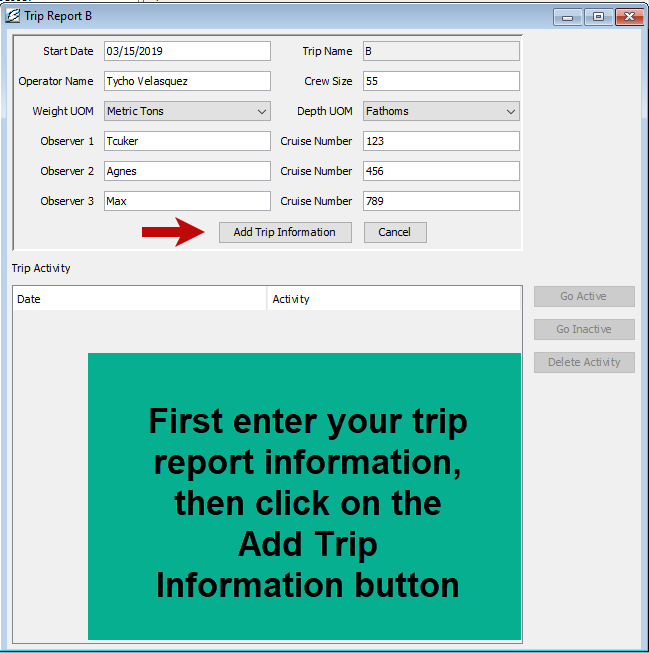 Trip Report B
Start Date 03/15/2019 Trip Name B
Operator Name Tycho Velasquez Crew Size 55
Weight UOM Metric Tons Depth UOM Fathoms
Observer 1 Tcuker Cruise Number 123
Observer 2 Agnes Cruise Number 456
Observer 3 Max Cruise Number 789
Add Trip Information Cancel
Trip Activity
Date Activity
Go Active
Go Inactive
Delete Activity
First enter your trip
report information,
then click on the
Add Trip
Information button